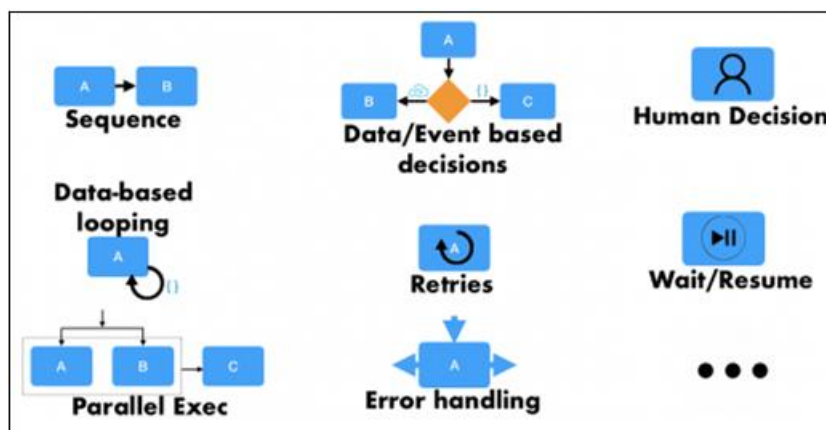 A
B
Sequence
A
B
{ }
C
Data/Event based
decisions
Human Decision
Data-based
looping
A
{ }
A
Retries
Wait/Resume
A
B
C
Parallel Exec
A
Error handling